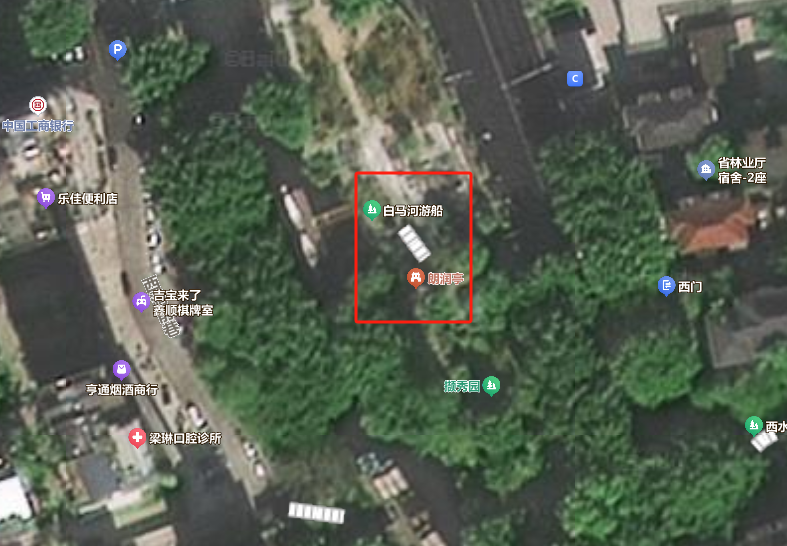 P
C
中国工商银行
省林业厅
宿舍-2座
乐佳便利店
白马河游船
朗润亭
西门
吉宝来了
鑫顺棋牌室
亨通烟酒商行
撷秀园
西水
梁琳口腔诊所